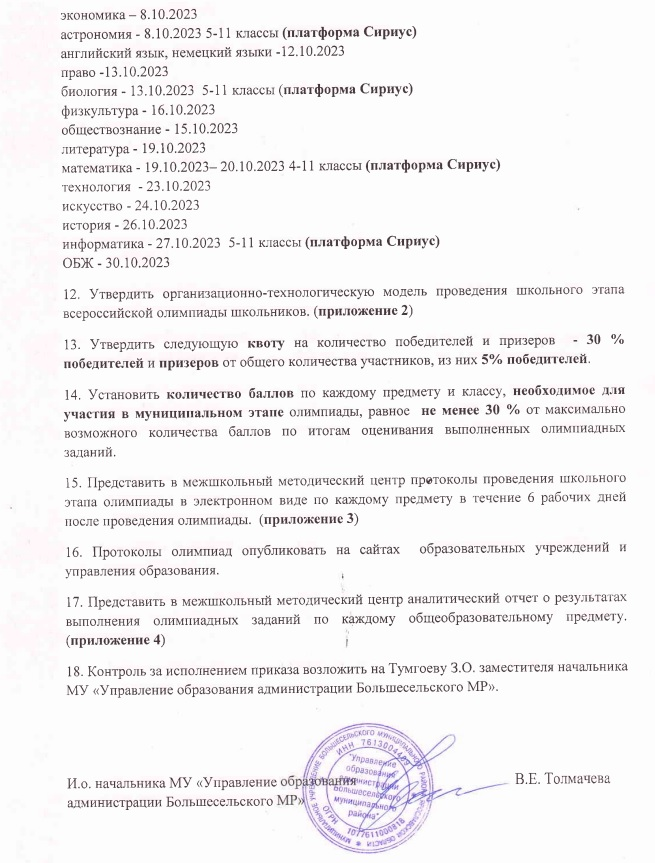 экономика – 8.10.2023
астрономия - 8.10.2023 5-11 классы (платформа Сириус)
английский язык, немецкий языки -12.10.2023
право -13.10.2023
биология - 13.10.2023 5-11 классы (платформа Сириус)
физкультура - 16.10.2023
обществознание - 15.10.2023
литература - 19.10.2023
математика - 19.10.2023– 20.10.2023 4-11 классы (платформа Сириус)
технология - 23.10.2023
искусство - 24.10.2023
история - 26.10.2023
информатика - 27.10.2023 5-11 классы (платформа Сириус)
ОБЖ - 30.10.2023
12. Утвердить организационно-технологическую модель проведения школьного этапа
всероссийской олимпиады школьников. (приложение 2)
13. Утвердить следующую квоту на количество победителей и призеров - 30 %
победителей и призеров от общего количества участников, из них 5% победителей.
14. Установить количество баллов по каждому предмету и классу, необходимое для
участия в муниципальном этапе олимпиады, равное не менее 30 % от максимально
возможного количества баллов по итогам оценивания выполненных олимпиадных
заданий.
15. Представить в межшкольный методический центр протоколы проведения школьного
этапа олимпиады в электронном виде по каждому предмету в течение 6 рабочих дней
после проведения олимпиады. (приложение 3)
16. Протоколы олимпиад опубликовать на сайтах образовательных учреждений и
управления образования.
17. Представить в межшкольный методический центр аналитический отчет о результатах
выполнения олимпиадных заданий по каждому общеобразовательному предмету.
(приложение 4)
18. Контроль за исполнением приказа возложить на Тумгоеву З.О. заместителя начальника
МУ «Управление образования администрации Большесельского МР».
И.о. начальника МУ «Управление образования
администрации Большесельского МР»
В.Е. Толмачева
"Управление
образования
администрации
Большесельского
муниципального
района"